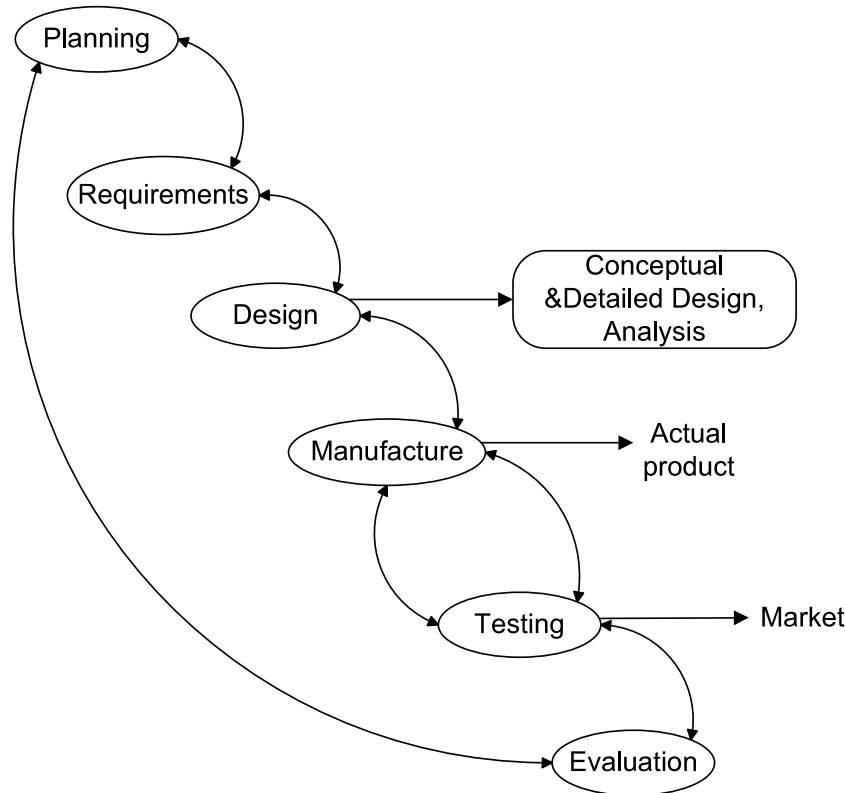 Planning
Requirements
Design
Conceptual
&Detailed Design,
Analysis
Manufacture
Actual
product
Testing
Market
Evaluation